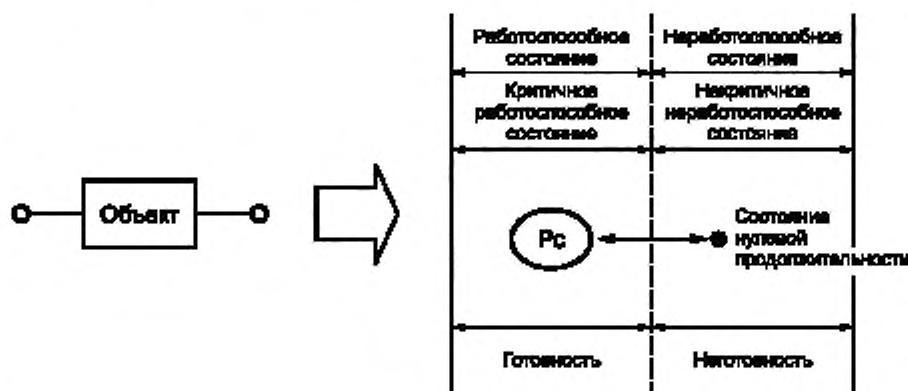 Работоспособное
состояние
Неработоспособное
состояние
Критичное
работоспособное
состояние
Некритичное
неработоспособное
состояние
Объект
Рс
Состояние
нулевой
продолжительности
Готовность
Неготовность